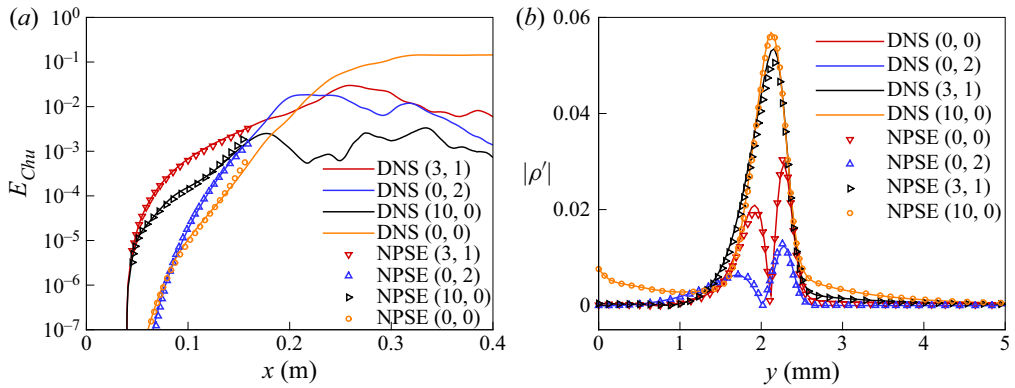 (a)
10^0
10^-1
10^-2
10^-3
10^-4
10^-5
10^-6
10^-7
E_Chu
0
0.1
0.2
0.3
0.4
x (m)
DNS (3, 1)
DNS (0, 2)
DNS (10, 0)
DNS (0, 0)
NPSE (3, 1)
NPSE (0, 2)
NPSE (10, 0)
NPSE (0, 0)
(b)
0.06
0.04
0.02
0
|ρ′|
0
1
2
3
4
5
y (mm)
DNS (0, 0)
DNS (0, 2)
DNS (3, 1)
DNS (10, 0)
NPSE (0, 0)
NPSE (0, 2)
NPSE (3, 1)
NPSE (10, 0)